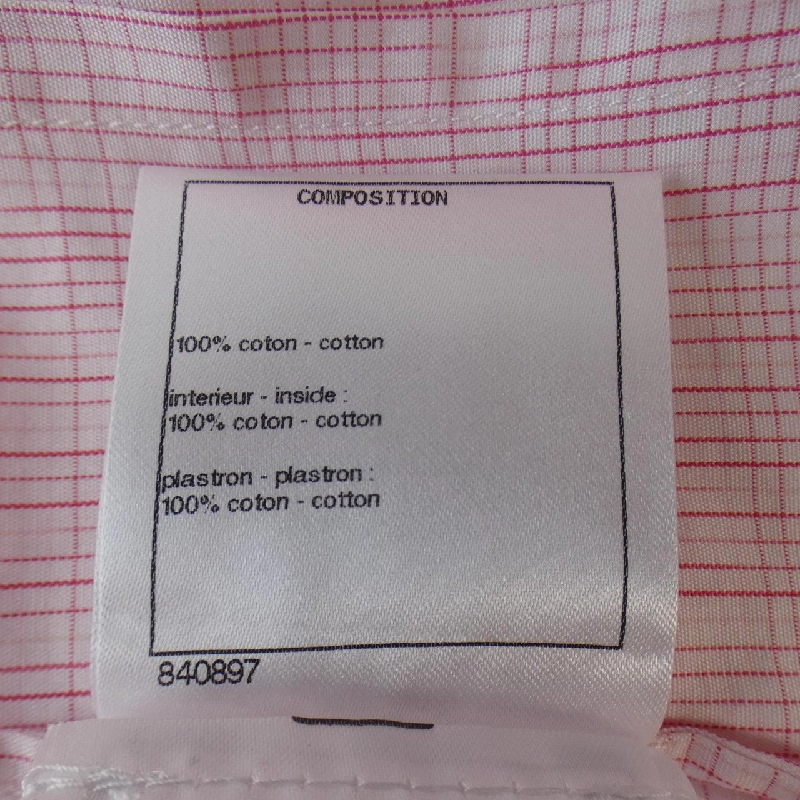 COMPOSITION
100% coton - cotton
interieur - inside :
100% coton - cotton
plastron - plastron :
100% coton - cotton
840897